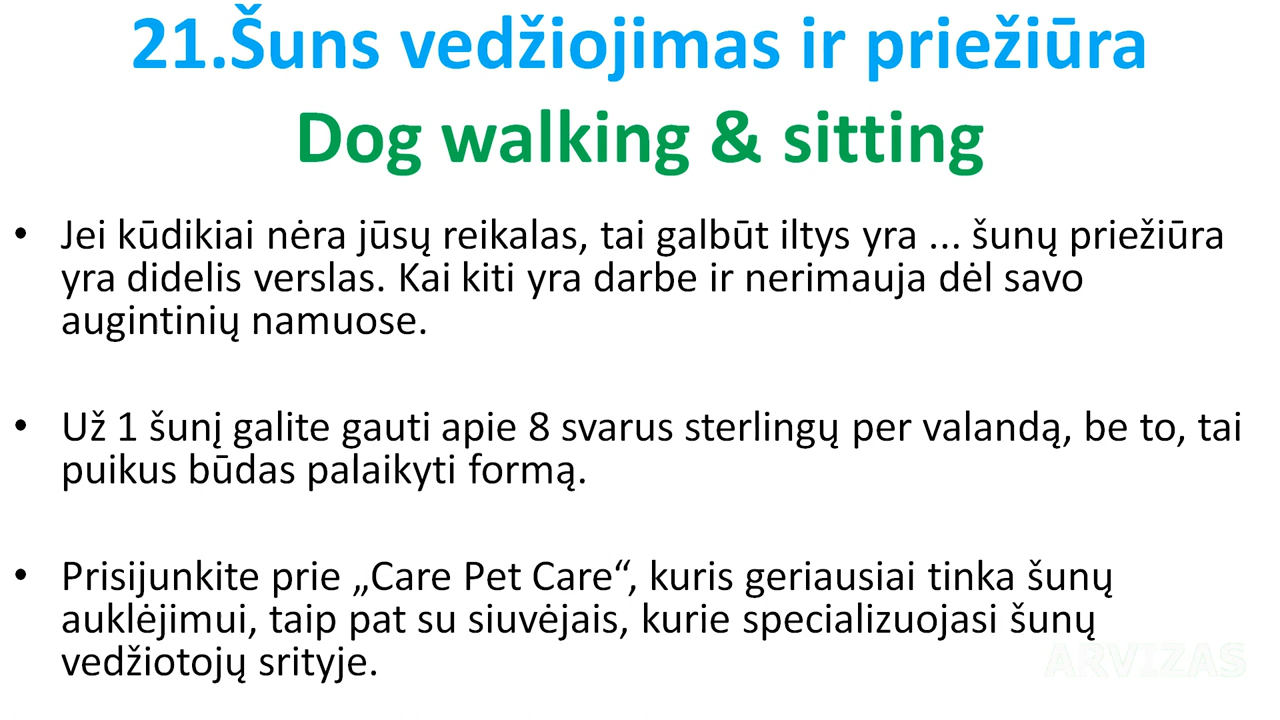 21.Šuns vedžiojimas ir priežiūra
Dog walking & sitting
• Jei kūdikiai nėra jūsų reikalas, tai galbūt iltys yra ... šunų priežiūra
yra didelis verslas. Kai kiti yra darbe ir nerimauja dėl savo
augintinių namuose.
• Už 1 šunį galite gauti apie 8 svarus sterlingų per valandą, be to, tai
puikus būdas palaikyti formą.
• Prisijunkite prie „Care Pet Care“, kuris geriausiai tinka šunų
auklėjimui, taip pat su siuvėjais, kurie specializuojasi šunų
vedžiotojų srityje.
ARVIZAS